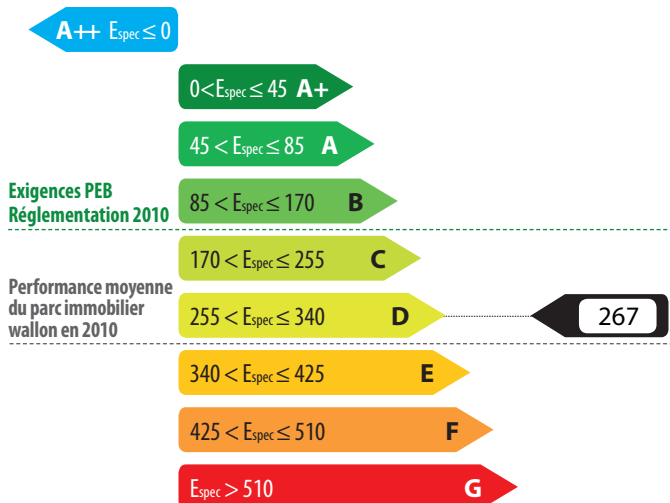 A++ Espec ≤ 0
0<Espec ≤ 45 A+
45 < Espec ≤ 85 A
Exigences PEB
Réglementation 2010
85 < Espec ≤ 170 B
170 < Espec ≤ 255 C
Performance moyenne
du parc immobilier
wallon en 2010
255 < Espec ≤ 340 D
267
340 < Espec ≤ 425 E
425 < Espec ≤ 510 F
Espec > 510 G